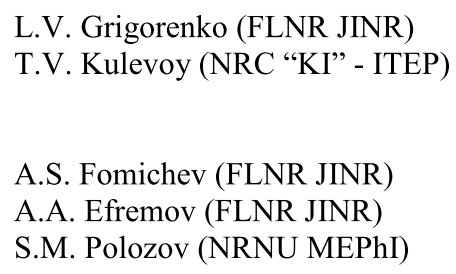 L.V. Grigorenko (FLNR JINR)
T.V. Kulevoy (NRC “KI” - ITEP)
A.S. Fomichev (FLNR JINR)
A.A. Efremov (FLNR JINR)
S.M. Polozov (NRNU MEPhI)